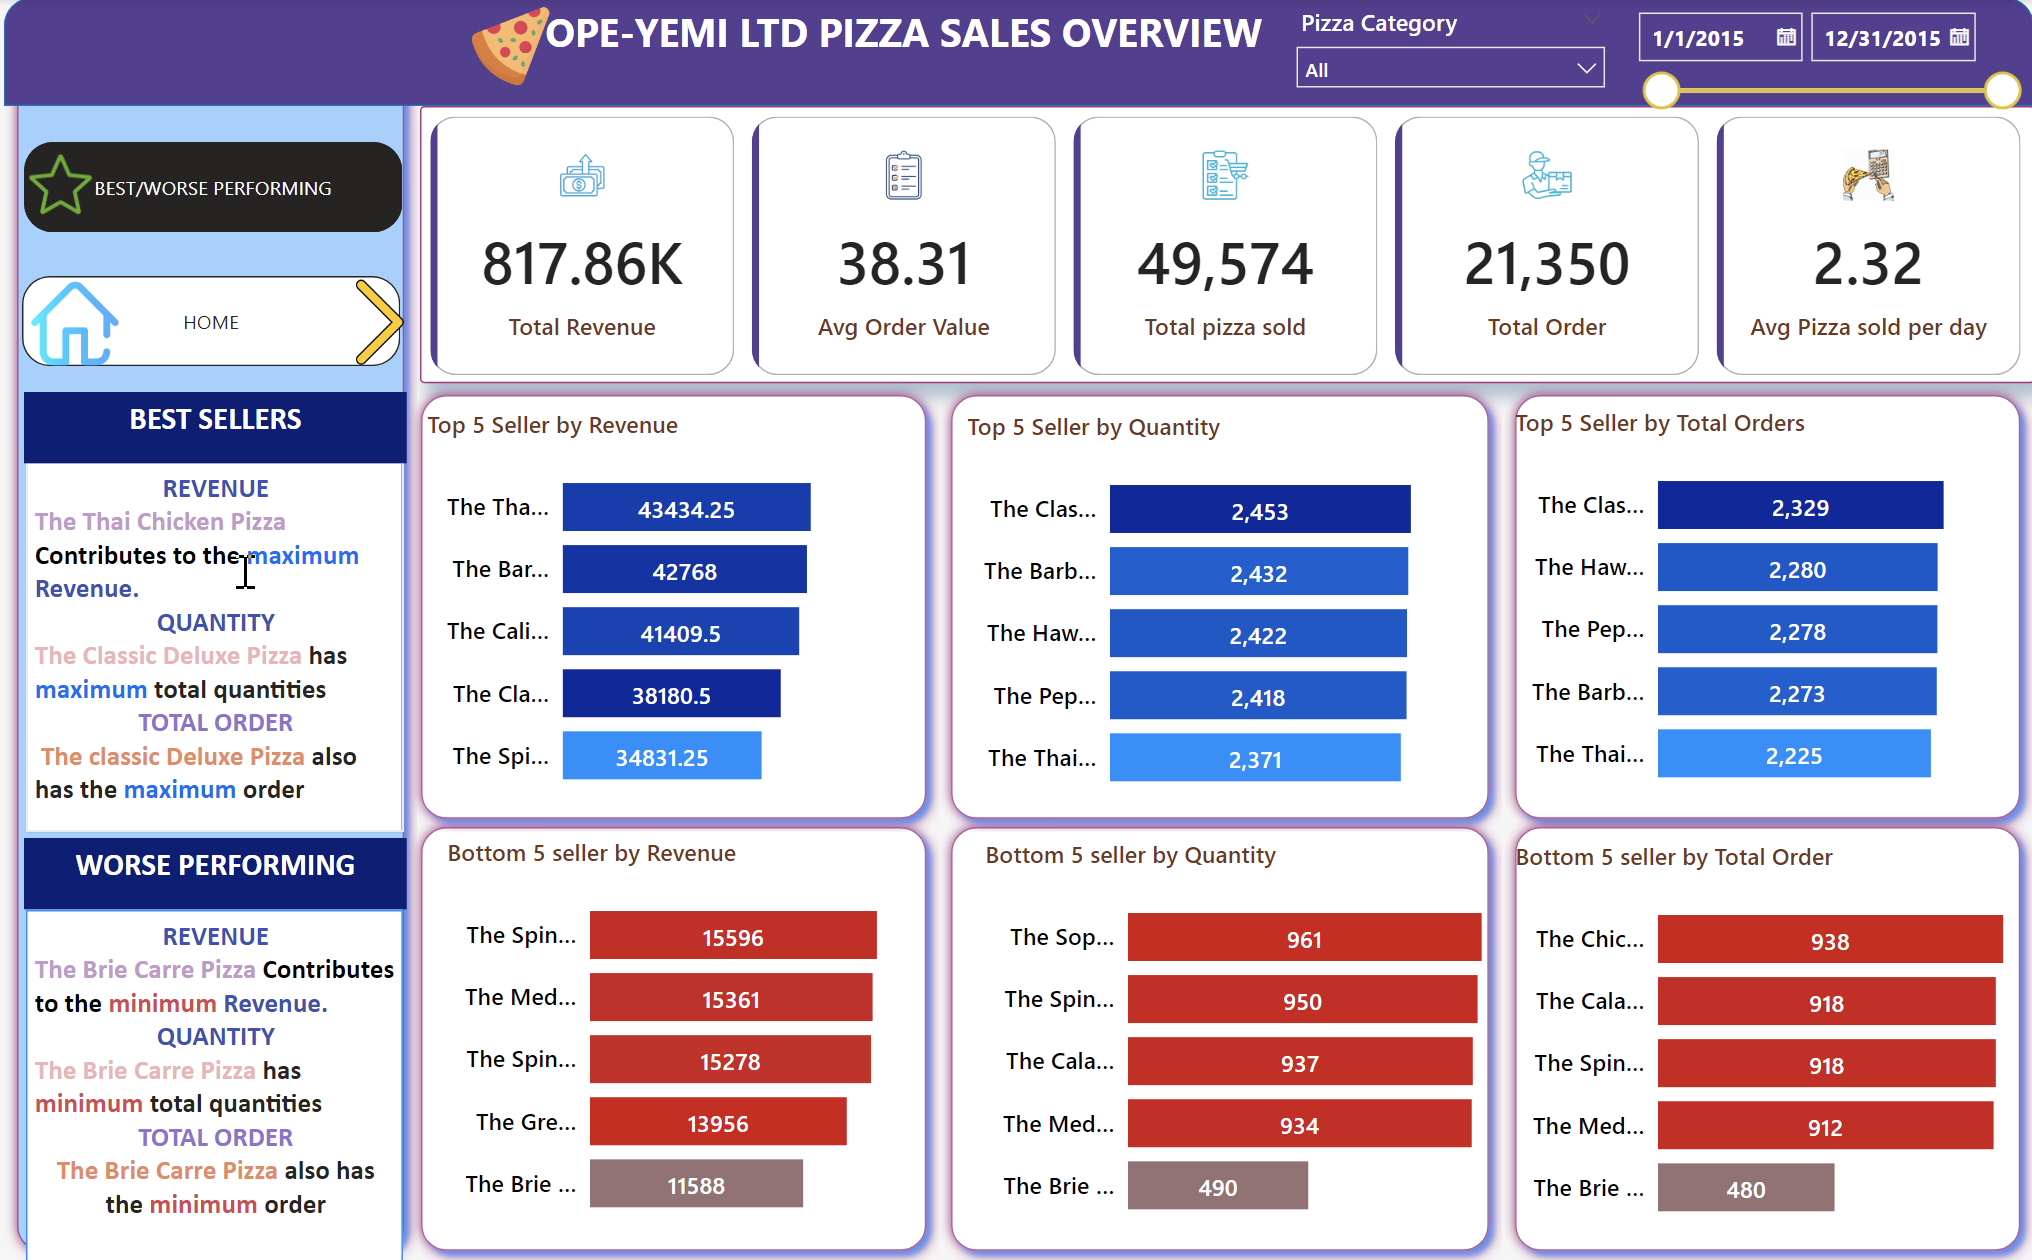 OPE-YEMI LTD PIZZA SALES OVERVIEW
Pizza Category
All
1/1/2015
12/31/2015
BEST/WORSE PERFORMING
HOME
BEST SELLERS
REVENUE
The Thai Chicken Pizza
Contributes to the maximum
Revenue.
QUANTITY
The Classic Deluxe Pizza has
maximum total quantities
TOTAL ORDER
The classic Deluxe Pizza also
has the maximum order
WORSE PERFORMING
REVENUE
The Brie Carre Pizza Contributes
to the minimum Revenue.
QUANTITY
The Brie Carre Pizza has
minimum total quantities
TOTAL ORDER
The Brie Carre Pizza also has
the minimum order
817.86K
Total Revenue
38.31
Avg Order Value
49,574
Total pizza sold
21,350
Total Order
2.32
Avg Pizza sold per day
Top 5 Seller by Revenue
The Tha... 43434.25
The Bar... 42768
The Cali... 41409.5
The Cla... 38180.5
The Spi... 34831.25
Top 5 Seller by Quantity
The Clas... 2,453
The Barb... 2,432
The Haw... 2,422
The Pep... 2,418
The Thai... 2,371
Top 5 Seller by Total Orders
The Clas... 2,329
The Haw... 2,280
The Pep... 2,278
The Barb... 2,273
The Thai... 2,225
Bottom 5 seller by Revenue
The Spin... 15596
The Med... 15361
The Spin... 15278
The Gre... 13956
The Brie ... 11588
Bottom 5 seller by Quantity
The Sop... 961
The Spin... 950
The Cala... 937
The Med... 934
The Brie ... 490
Bottom 5 seller by Total Order
The Chic... 938
The Cala... 918
The Spin... 918
The Med... 912
The Brie ... 480